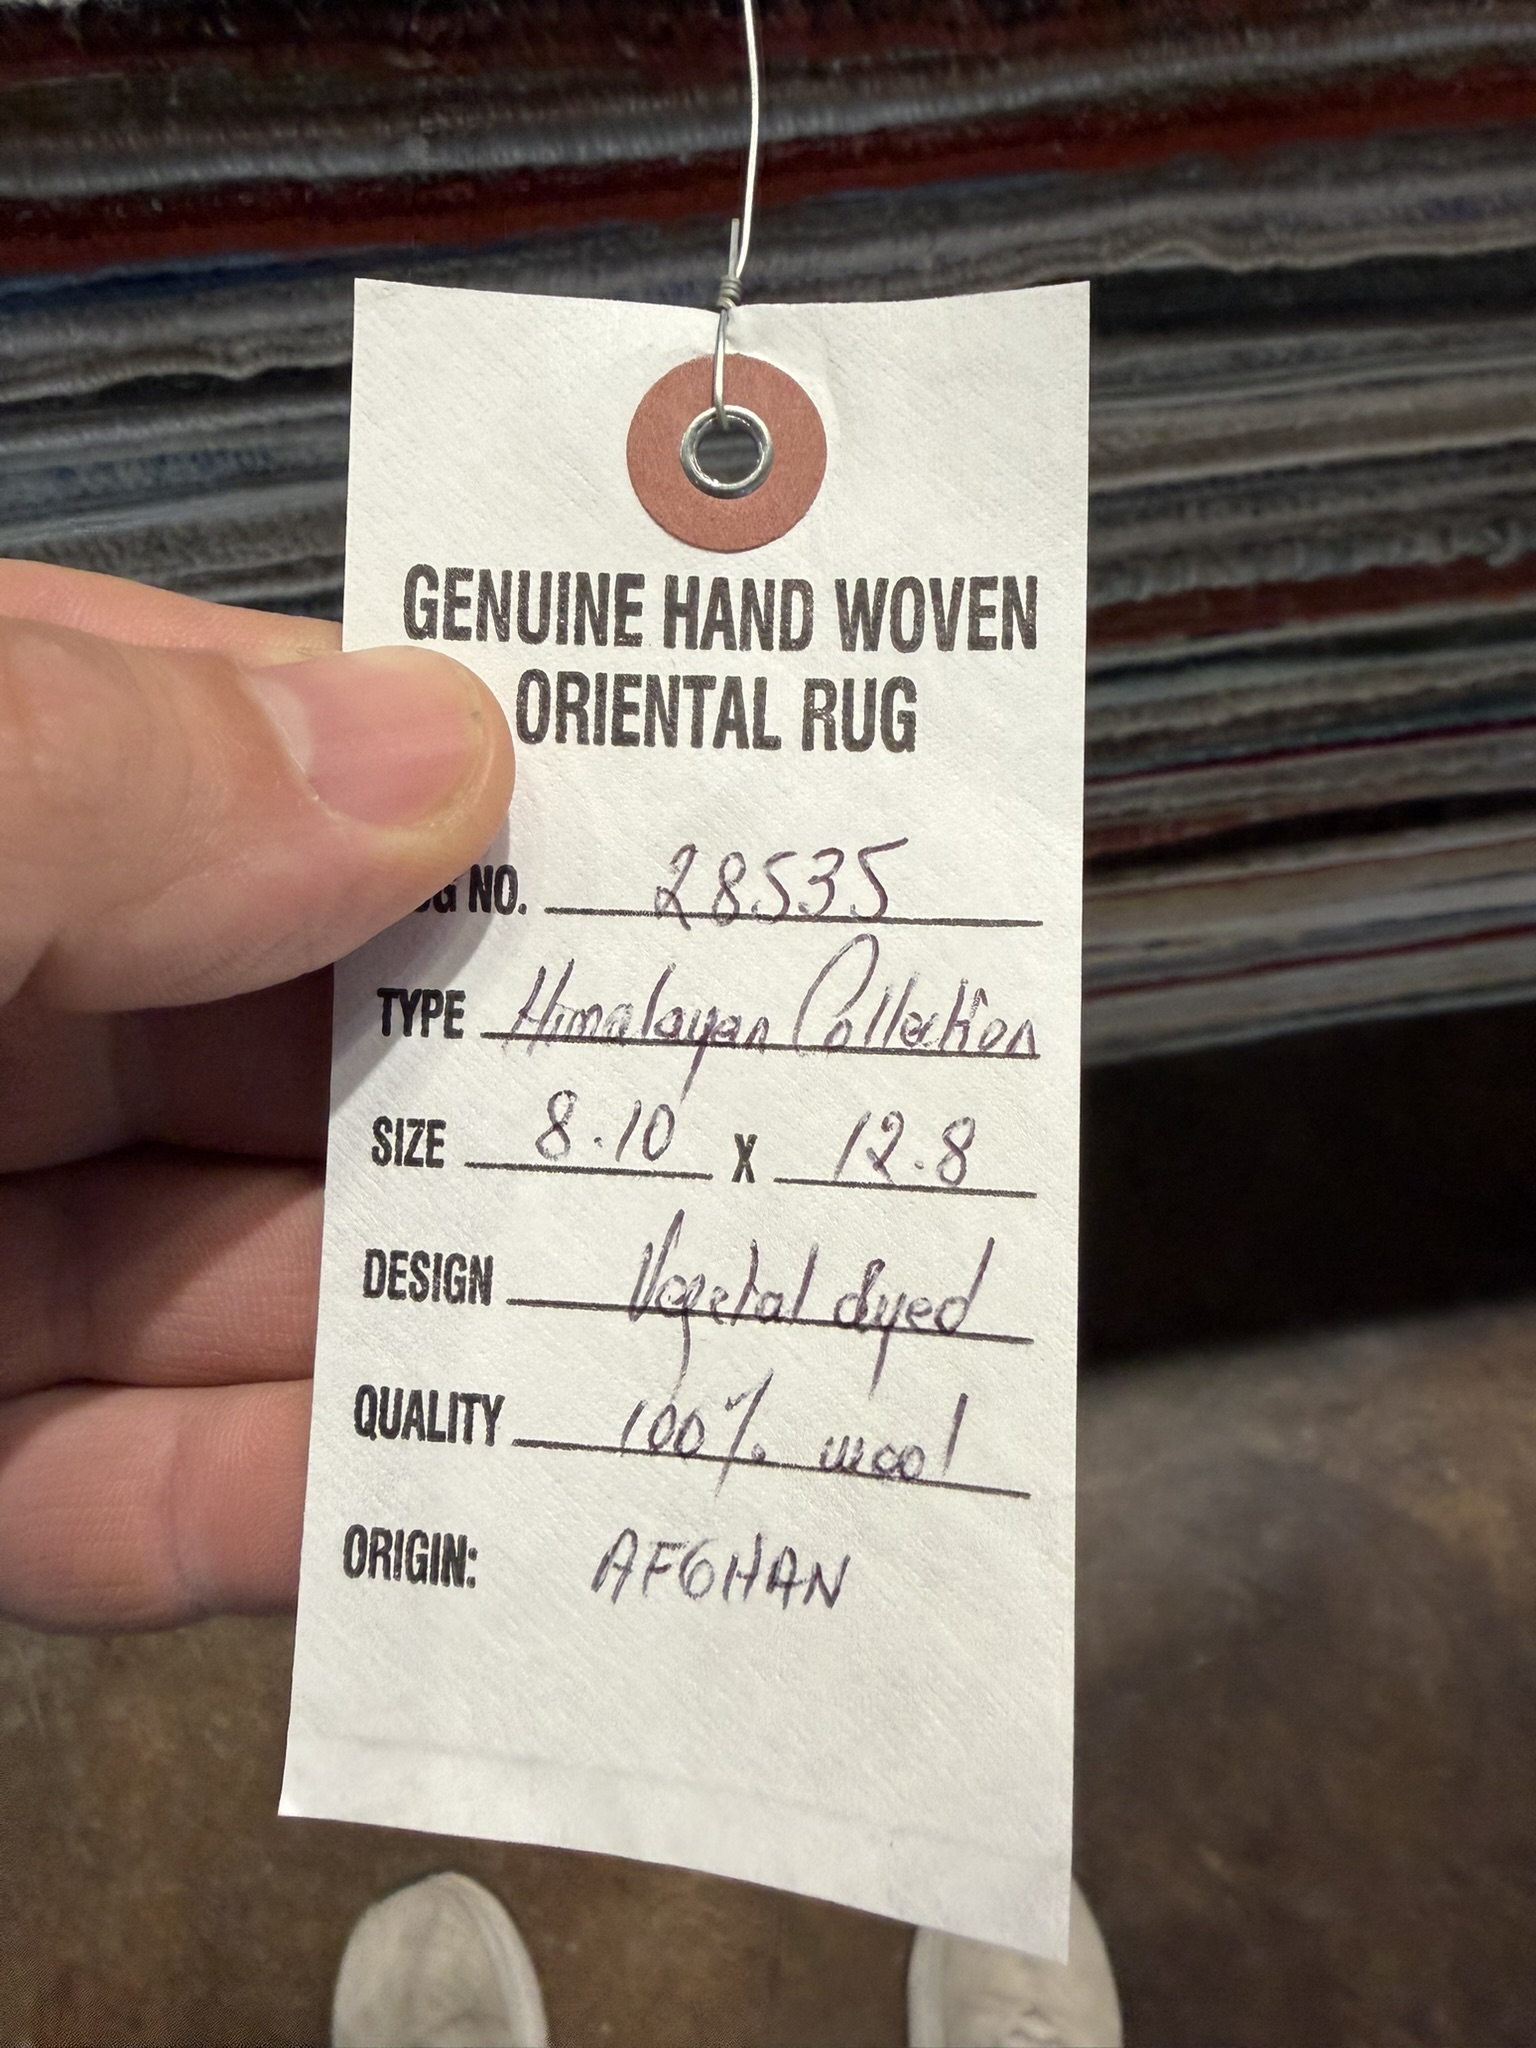 GENUINE HAND WOVEN
ORIENTAL RUG
NO. 28535
TYPE Himalayan Collection
SIZE 8.10 X 12.8
DESIGN Vegetal dyed
QUALITY 100% wool
ORIGIN: AFGHAN